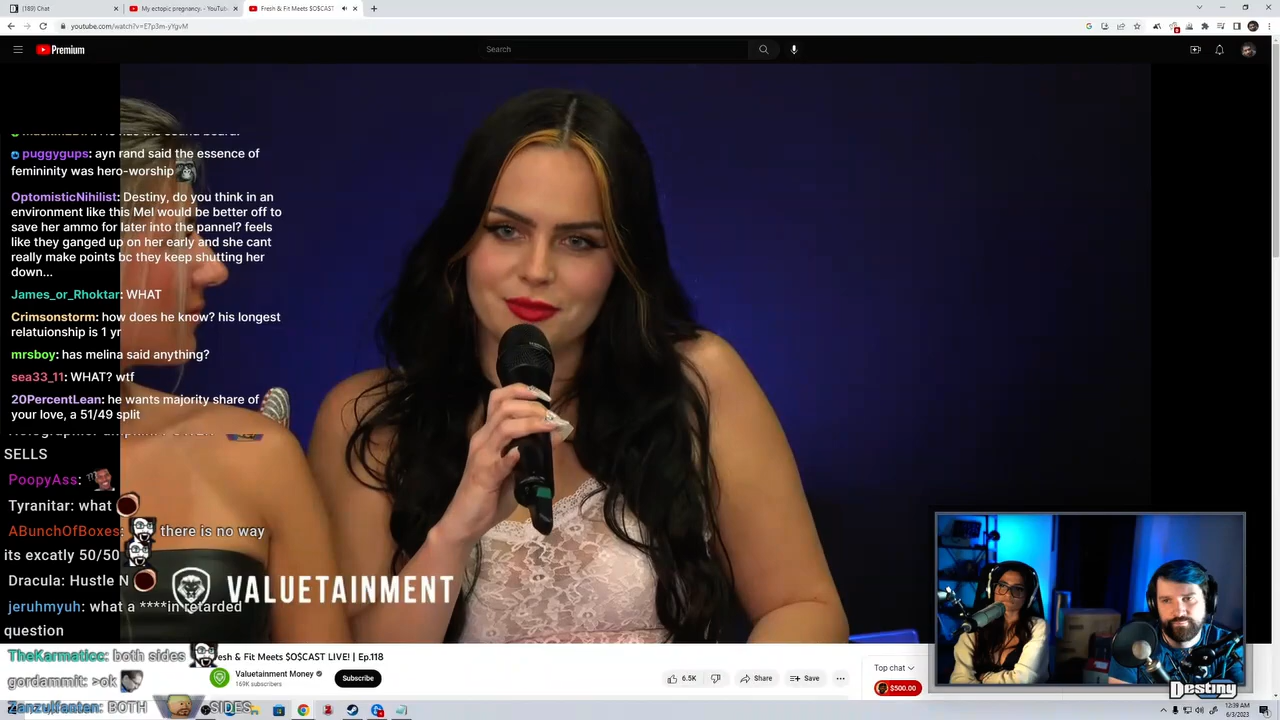 (189) Chat
My ectopic pregnancy. - YouTu
Fresh & Fit Meets $O$CAST LIVE!
youtube.com/watch?v=E7p3m-yYgvM
Premium
Search
puggygups: ayn rand said the essence of
femininity was hero-worship
OptomisticNihilist: Destiny, do you think in an
environment like this Mel would be better off to
save her ammo for later into the pannel? feels
like they ganged up on her early and she cant
really make points bc they keep shutting her
down...
James_or_Rhoktar: WHAT
Crimsonstorm: how does he know? his longest
relatuionship is 1 yr
mrsboy: has melina said anything?
sea33_11: WHAT? wtf
20PercentLean: he wants majority share of
your love, a 51/49 split
SELLS
PoopyAss:
Tyranitar: what
ABunchOfBoxes: there is no way
its excatly 50/50
Dracula: Hustle N
jeruhmyuh: what a ****in retarded
question
TheKarmaticc: both sides
gordammit: >ok
Zanzulfanten: BOTH SIDES
VALUETAINMENT
resh & Fit Meets $O$CAST LIVE! | Ep.118
Valuetainment Money
169K subscribers
Subscribe
6.5K
Share
Save
Top chat
$500.00
Destiny
12:39 AM
6/3/2023